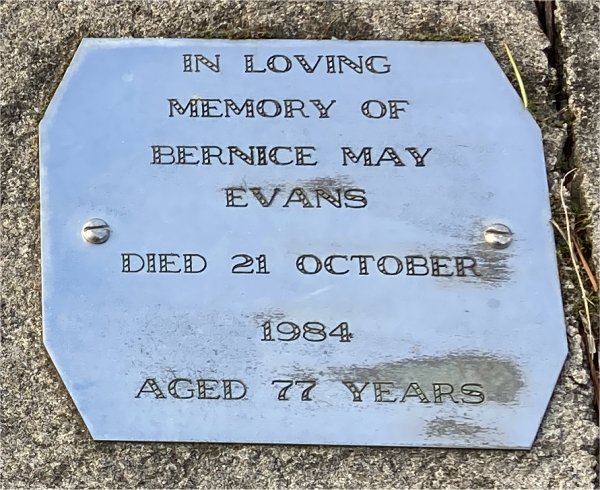 IN LOVING
MEMORY OF
BERNICE MAY
EVANS
DIED 21 OCTOBER
1984
AGED 77 YEARS